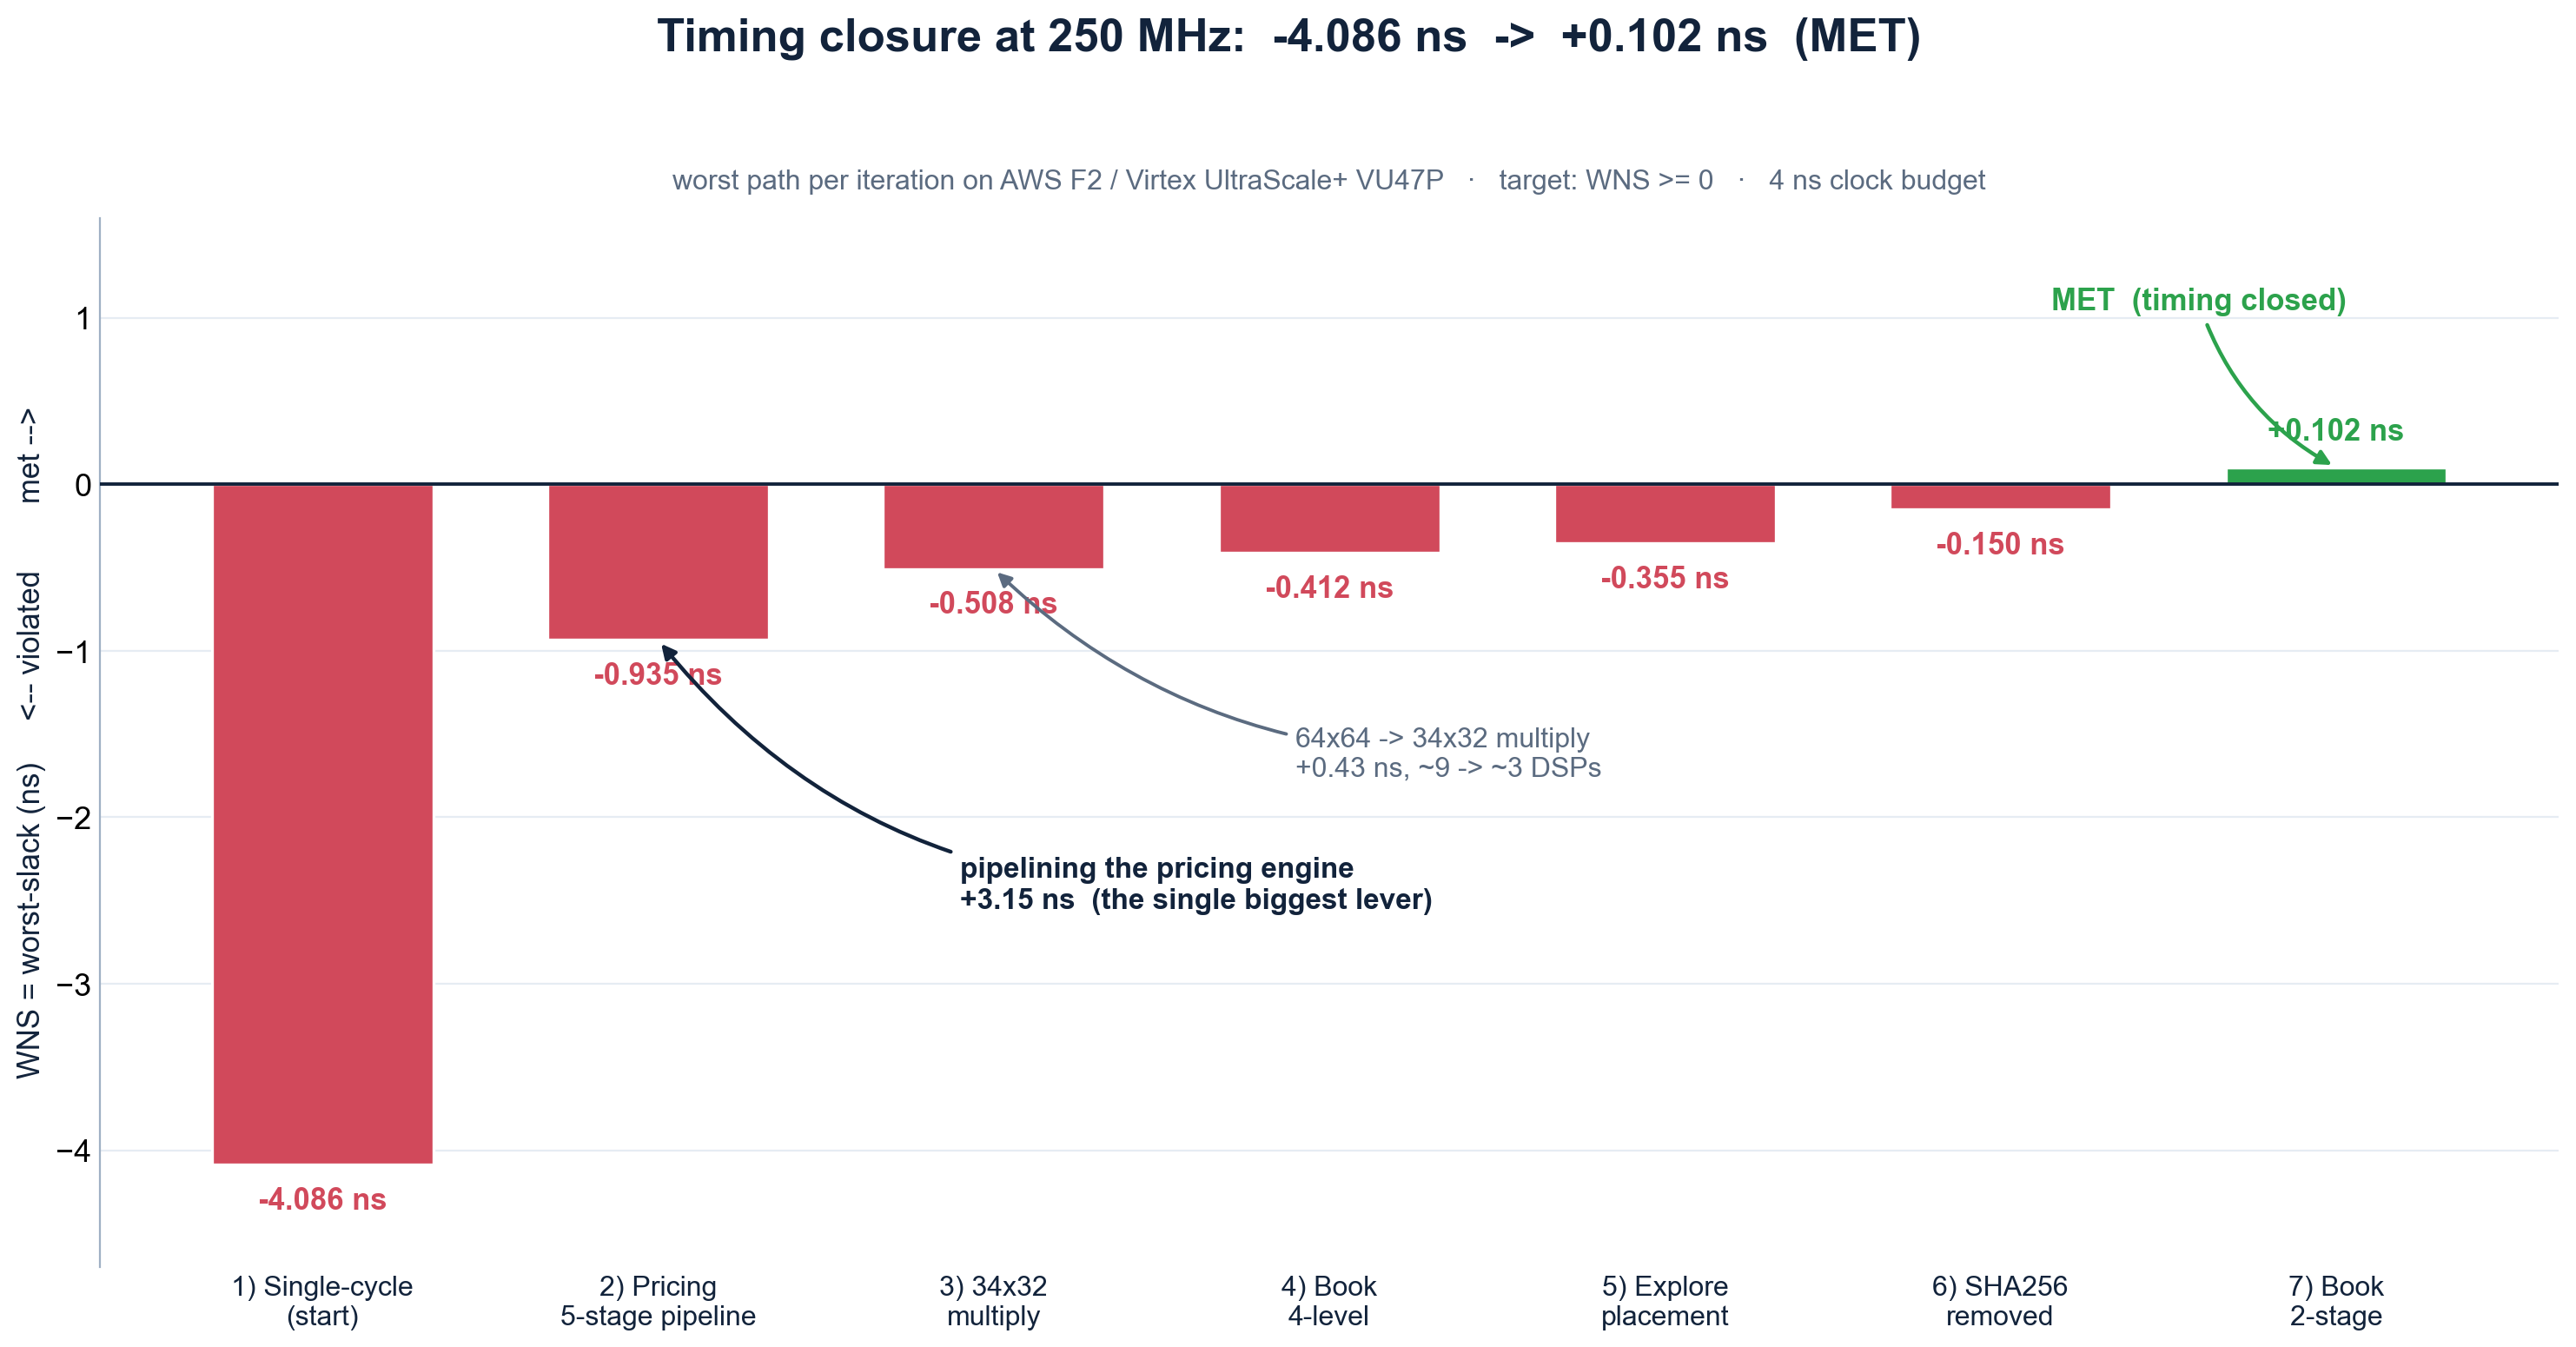 Timing closure at 250 MHz:  -4.086 ns  ->  +0.102 ns  (MET)
worst path per iteration on AWS F2 / Virtex UltraScale+ VU47P   ·   target: WNS >= 0   ·   4 ns clock budget
WNS = worst-slack (ns)    <-- violated        met -->
1
0
−1
−2
−3
−4
MET  (timing closed)
+0.102 ns
-4.086 ns
-0.935 ns
-0.508 ns
-0.412 ns
-0.355 ns
-0.150 ns
64x64 -> 34x32 multiply
+0.43 ns, ~9 -> ~3 DSPs
pipelining the pricing engine
+3.15 ns  (the single biggest lever)
1) Single-cycle
(start)
2) Pricing
5-stage pipeline
3) 34x32
multiply
4) Book
4-level
5) Explore
placement
6) SHA256
removed
7) Book
2-stage